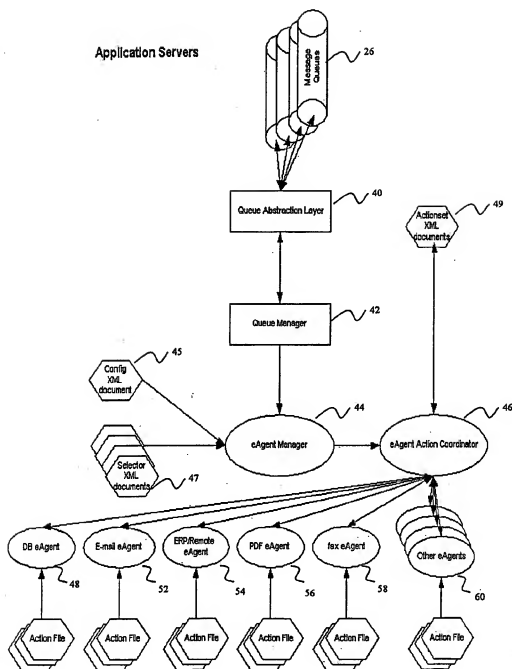 Application Servers
Message
Queues
26
Queue Abstraction Layer
40
Actionset
XML
documents
49
Queue Manager
42
Config
XML
document
45
eAgent Manager
44
eAgent Action Coordinator
46
Selector
XML
documents
47
DB eAgent
48
E-mail eAgent
52
ERP/Remote
eAgent
54
PDF eAgent
56
fax eAgent
58
Other eAgents
60
Action File
Action File
Action File
Action File
Action File
Action File